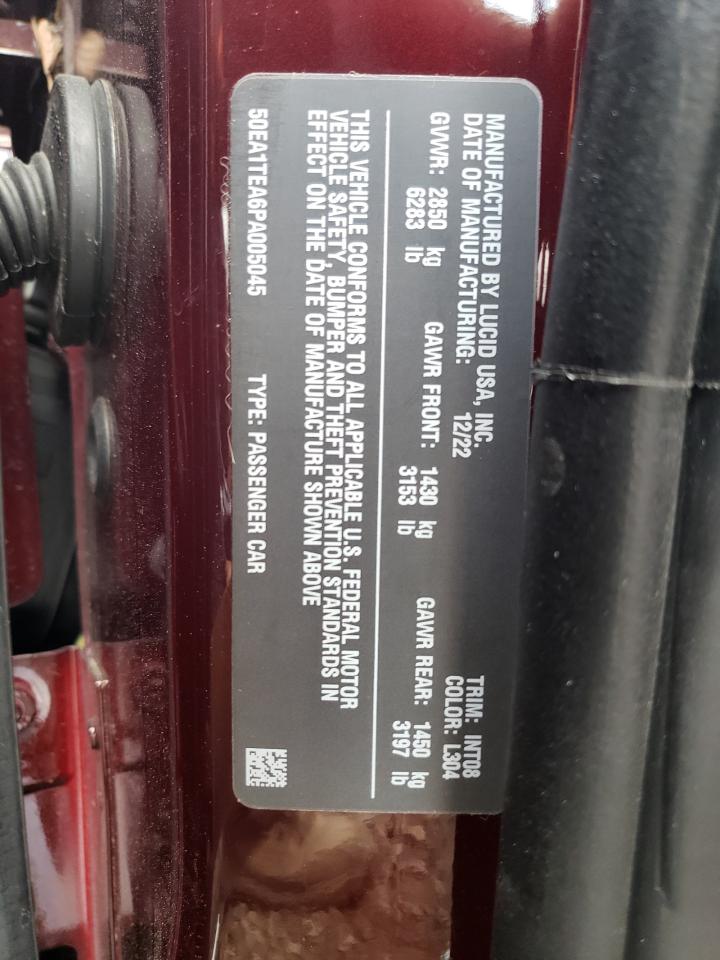 MANUFACTURED BY LUCID USA, INC.
DATE OF MANUFACTURING: 12/22
TRIM: INT08
COLOR: L304
GVWR: 2850 kg GAWR FRONT: 1430 kg GAWR REAR: 1450 kg
6283 lb 3153 lb 3197 lb
THIS VEHICLE CONFORMS TO ALL APPLICABLE U.S. FEDERAL MOTOR
VEHICLE SAFETY, BUMPER AND THEFT PREVENTION STANDARDS IN
EFFECT ON THE DATE OF MANUFACTURE SHOWN ABOVE
50EA1TEA6PA005045 TYPE: PASSENGER CAR